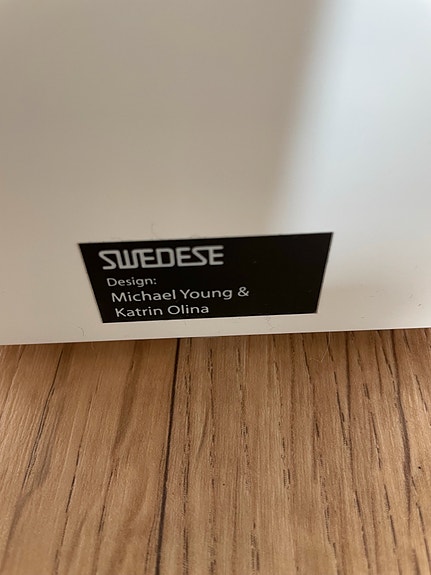 SWEDESE
Design:
Michael Young &
Katrin Olina